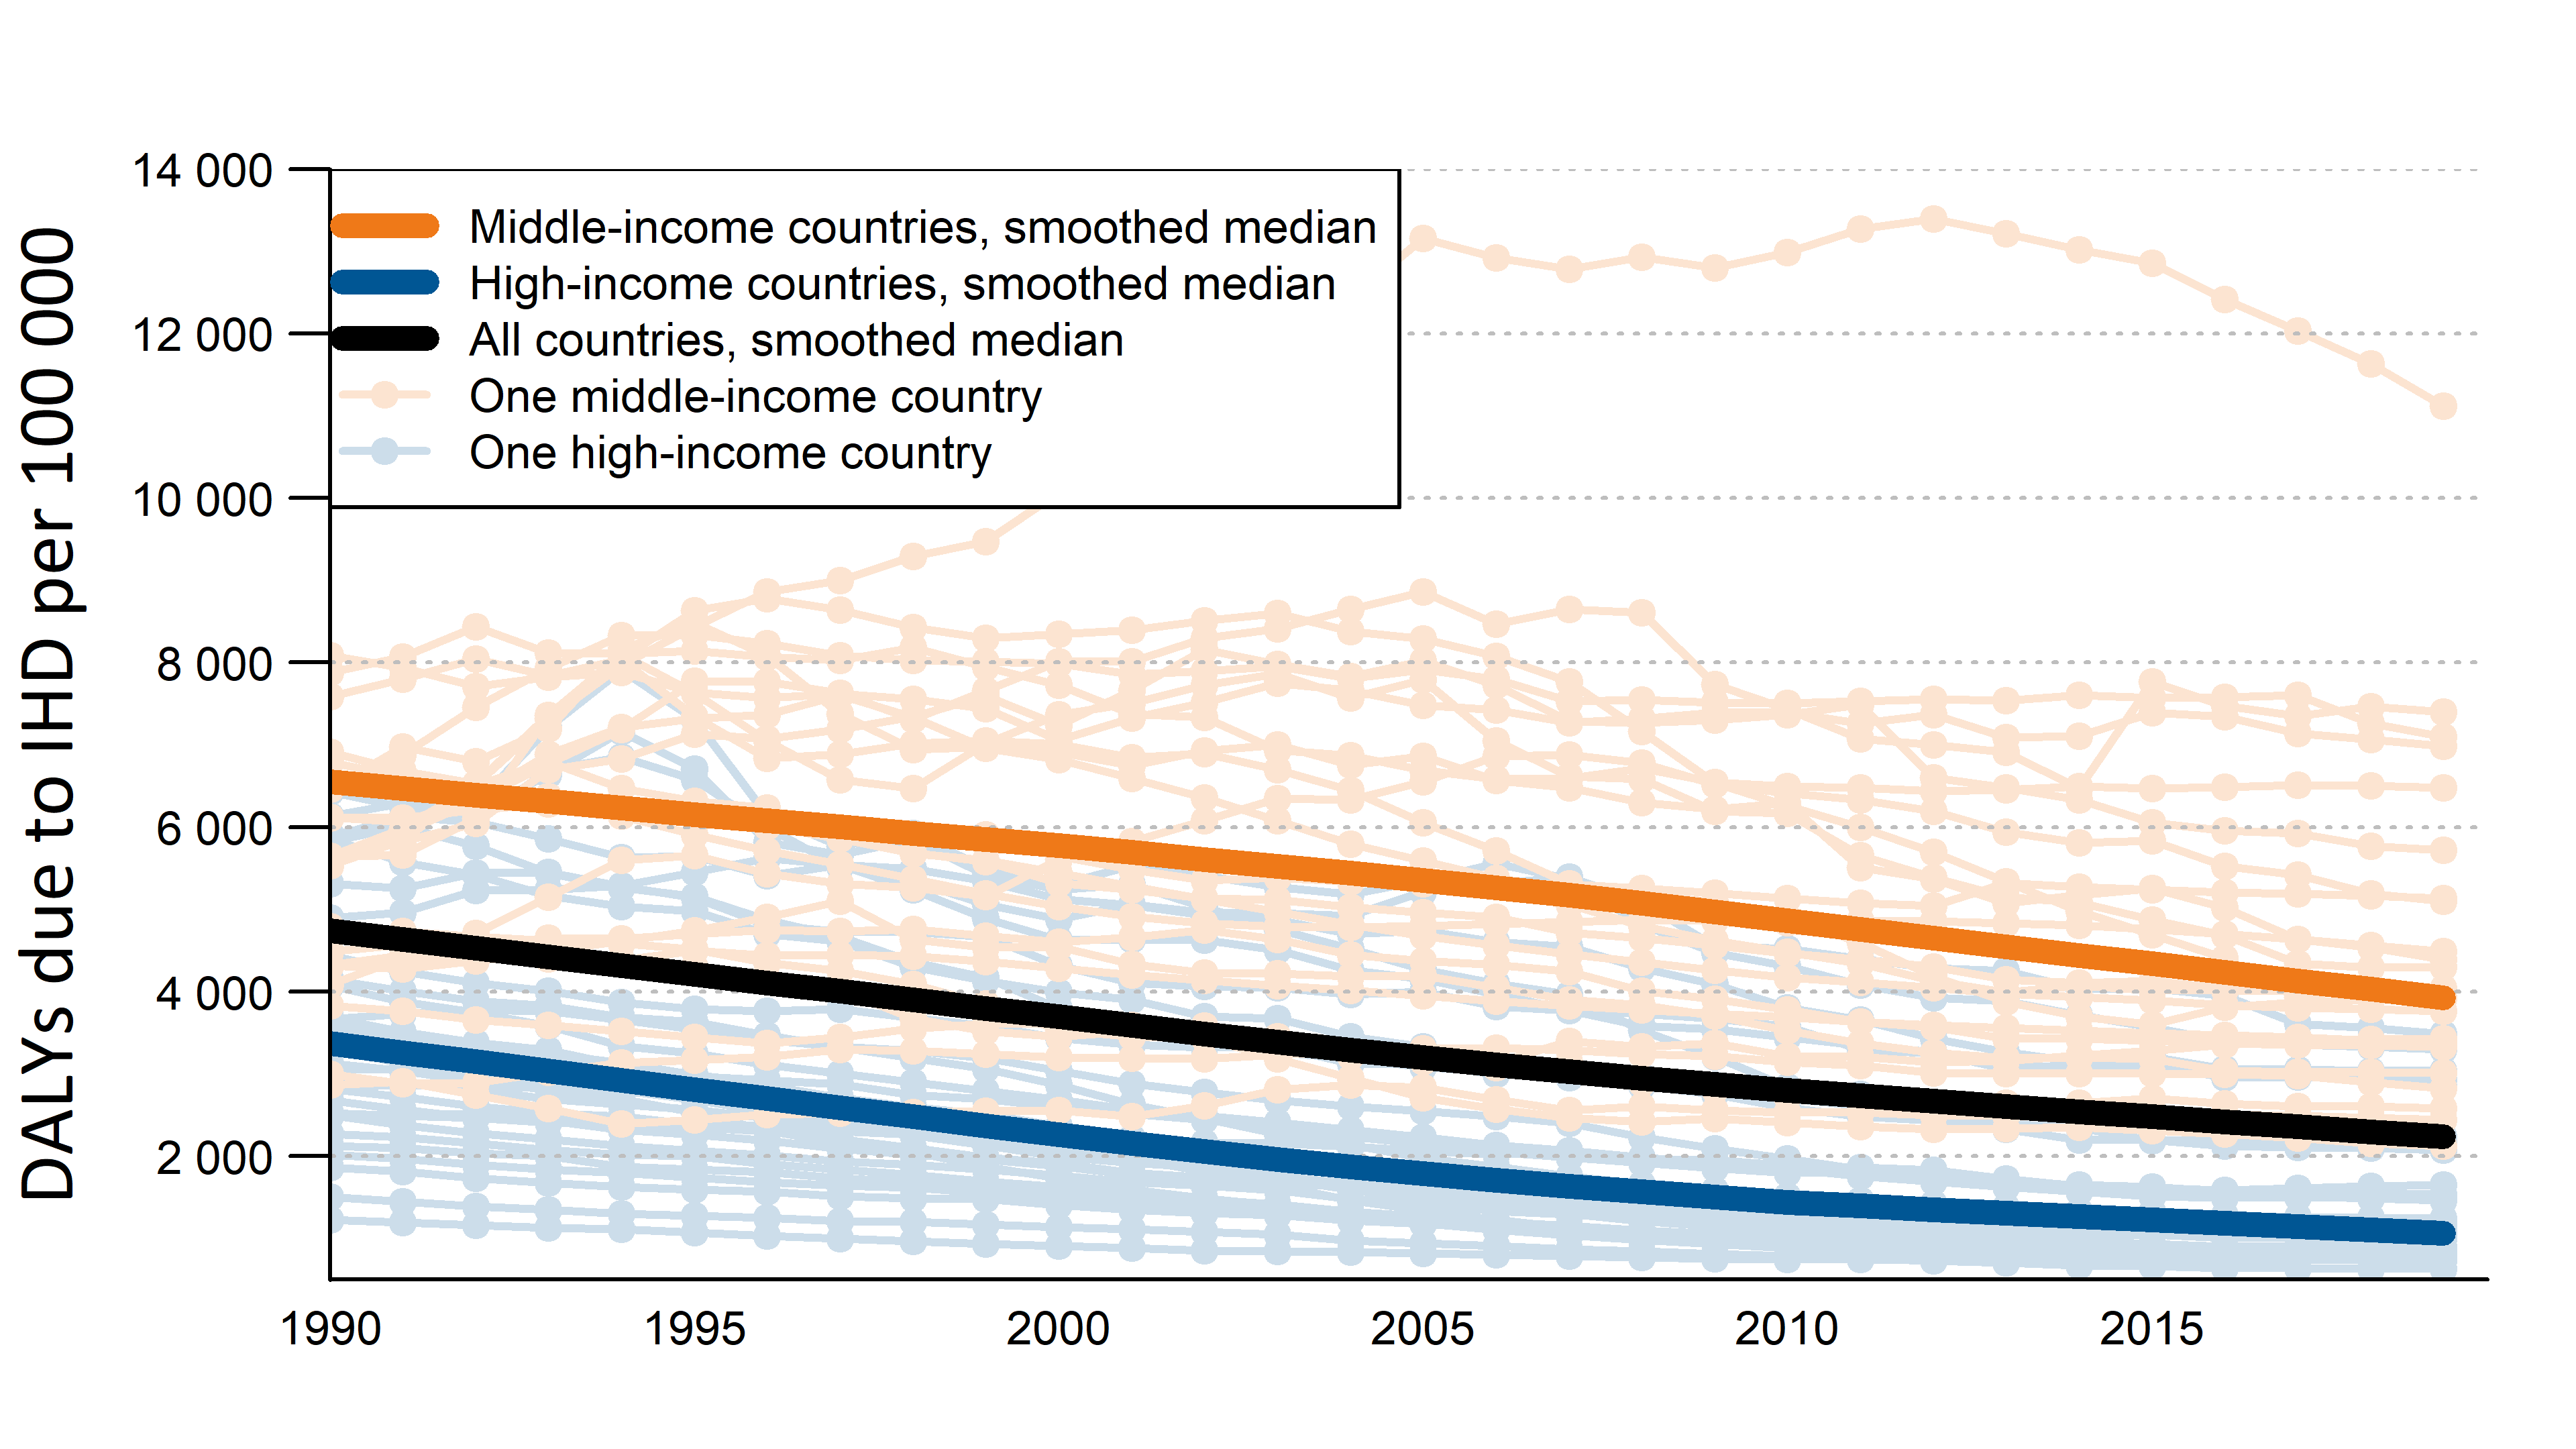 DALYs due to IHD per 100 000
14 000
12 000
10 000
8 000
6 000
4 000
2 000
Middle-income countries, smoothed median
High-income countries, smoothed median
All countries, smoothed median
One middle-income country
One high-income country
1990
1995
2000
2005
2010
2015